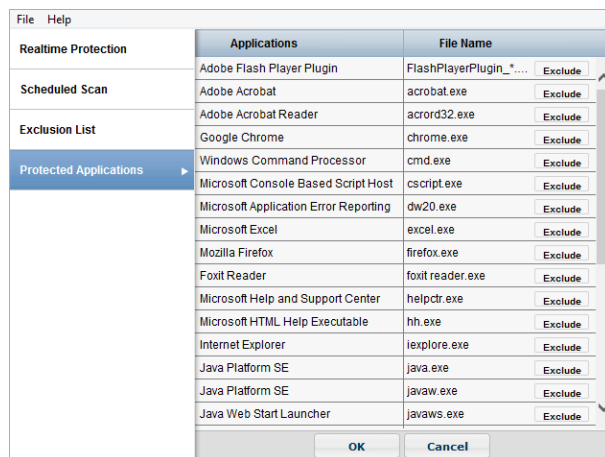 File Help
Realtime Protection
Scheduled Scan
Exclusion List
Protected Applications
Applications File Name
Adobe Flash Player Plugin FlashPlayerPlugin_*.... Exclude
Adobe Acrobat acrobat.exe Exclude
Adobe Acrobat Reader acrord32.exe Exclude
Google Chrome chrome.exe Exclude
Windows Command Processor cmd.exe Exclude
Microsoft Console Based Script Host cscript.exe Exclude
Microsoft Application Error Reporting dw20.exe Exclude
Microsoft Excel excel.exe Exclude
Mozilla Firefox firefox.exe Exclude
Foxit Reader foxit reader.exe Exclude
Microsoft Help and Support Center helpctr.exe Exclude
Microsoft HTML Help Executable hh.exe Exclude
Internet Explorer iexplore.exe Exclude
Java Platform SE java.exe Exclude
Java Platform SE javaw.exe Exclude
Java Web Start Launcher javaws.exe Exclude
OK Cancel